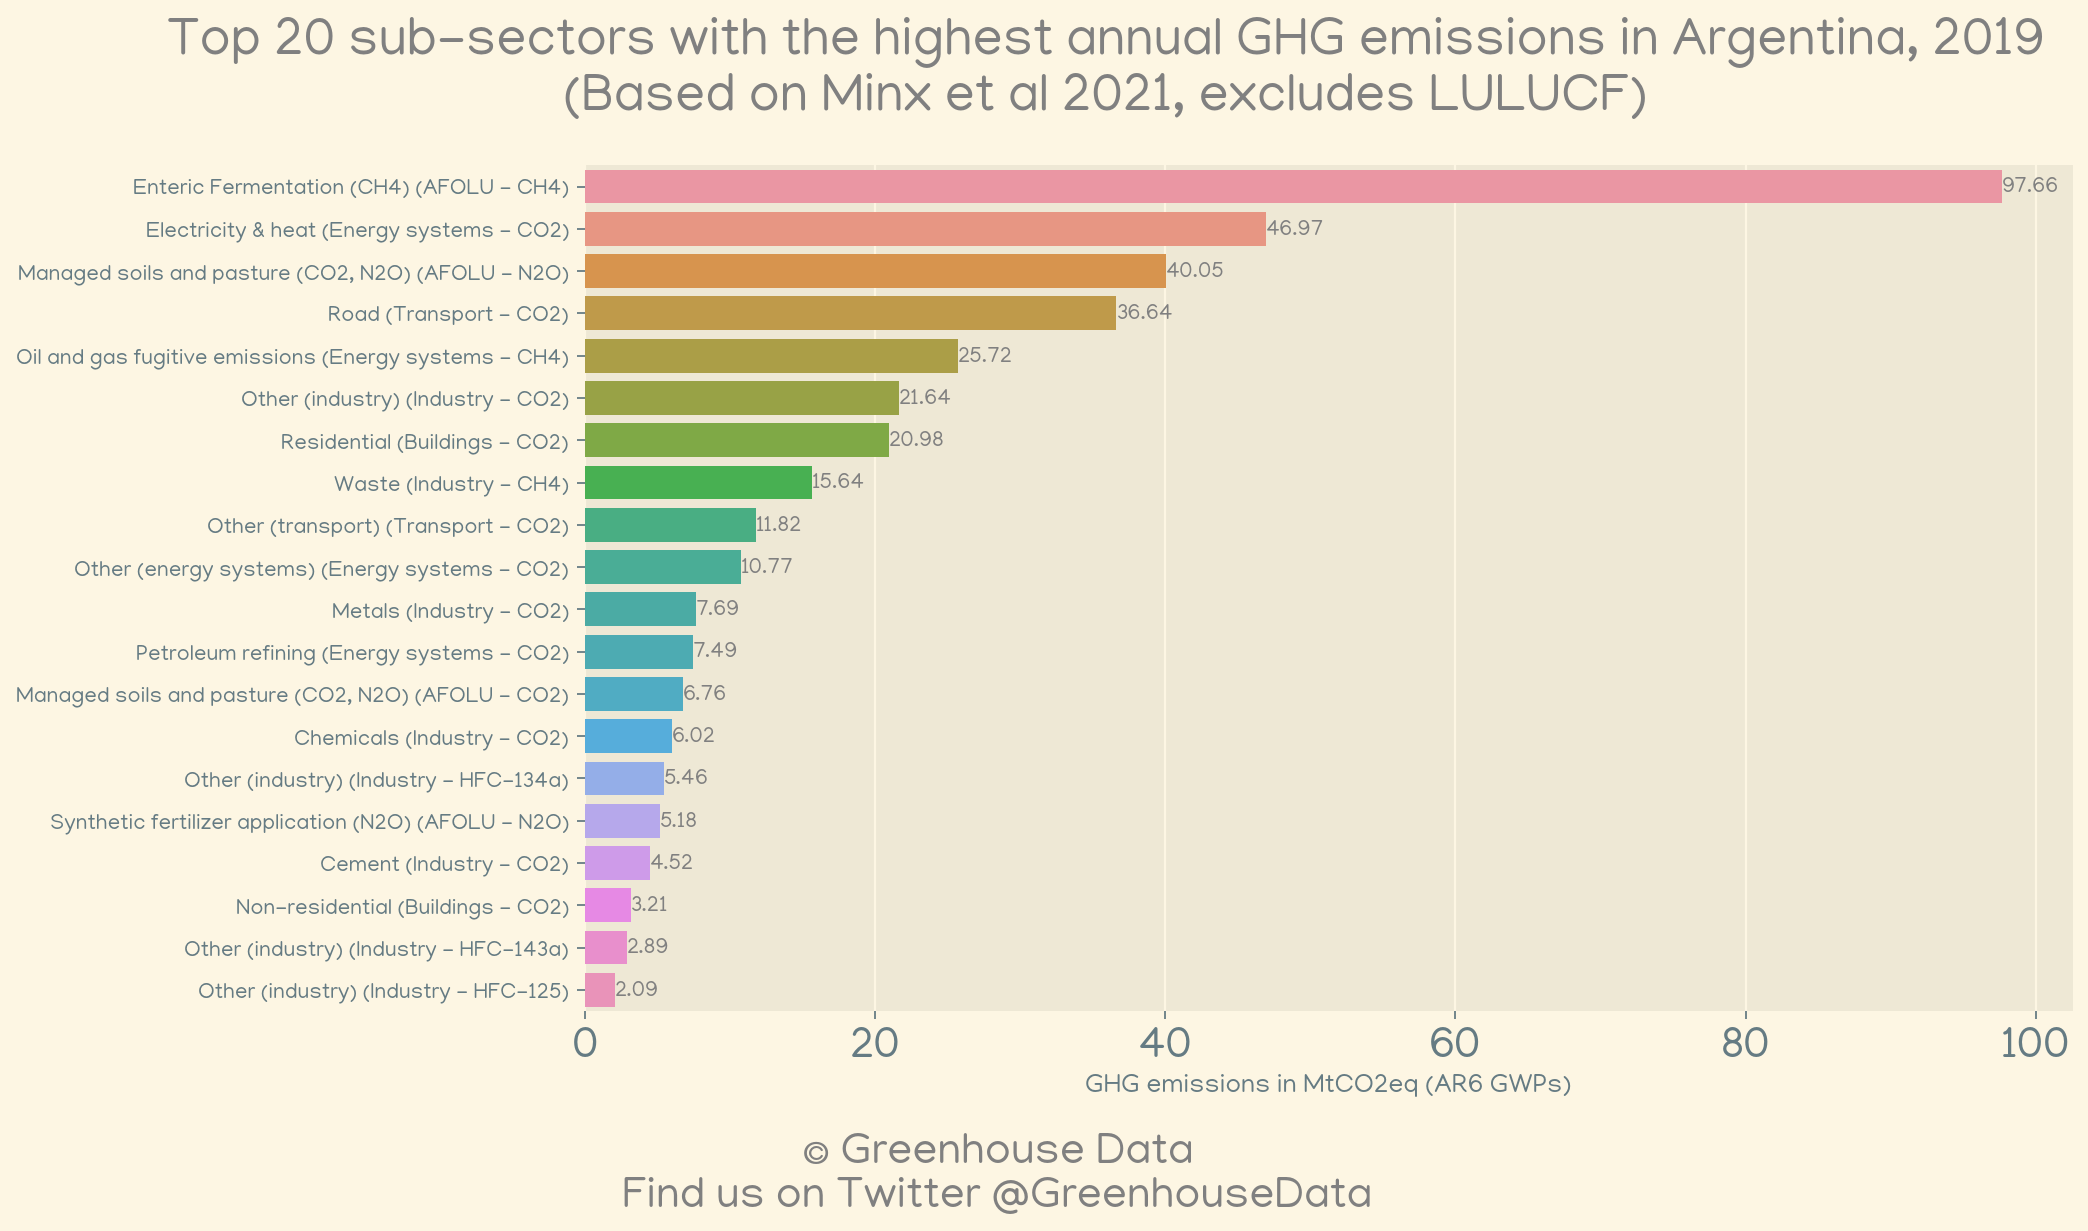 Top 20 sub-sectors with the highest annual GHG emissions in Argentina, 2019
(Based on Minx et al 2021, excludes LULUCF)
Enteric Fermentation (CH4) (AFOLU - CH4) 97.66
Electricity & heat (Energy systems - CO2) 46.97
Managed soils and pasture (CO2, N2O) (AFOLU - N2O) 40.05
Road (Transport - CO2) 36.64
Oil and gas fugitive emissions (Energy systems - CH4) 25.72
Other (industry) (Industry - CO2) 21.64
Residential (Buildings - CO2) 20.98
Waste (Industry - CH4) 15.64
Other (transport) (Transport - CO2) 11.82
Other (energy systems) (Energy systems - CO2) 10.77
Metals (Industry - CO2) 7.69
Petroleum refining (Energy systems - CO2) 7.49
Managed soils and pasture (CO2, N2O) (AFOLU - CO2) 6.76
Chemicals (Industry - CO2) 6.02
Other (industry) (Industry - HFC-134a) 5.46
Synthetic fertilizer application (N2O) (AFOLU - N2O) 5.18
Cement (Industry - CO2) 4.52
Non-residential (Buildings - CO2) 3.21
Other (industry) (Industry - HFC-143a) 2.89
Other (industry) (Industry - HFC-125) 2.09
0 20 40 60 80 100
GHG emissions in MtCO2eq (AR6 GWPs)
© Greenhouse Data
Find us on Twitter @GreenhouseData